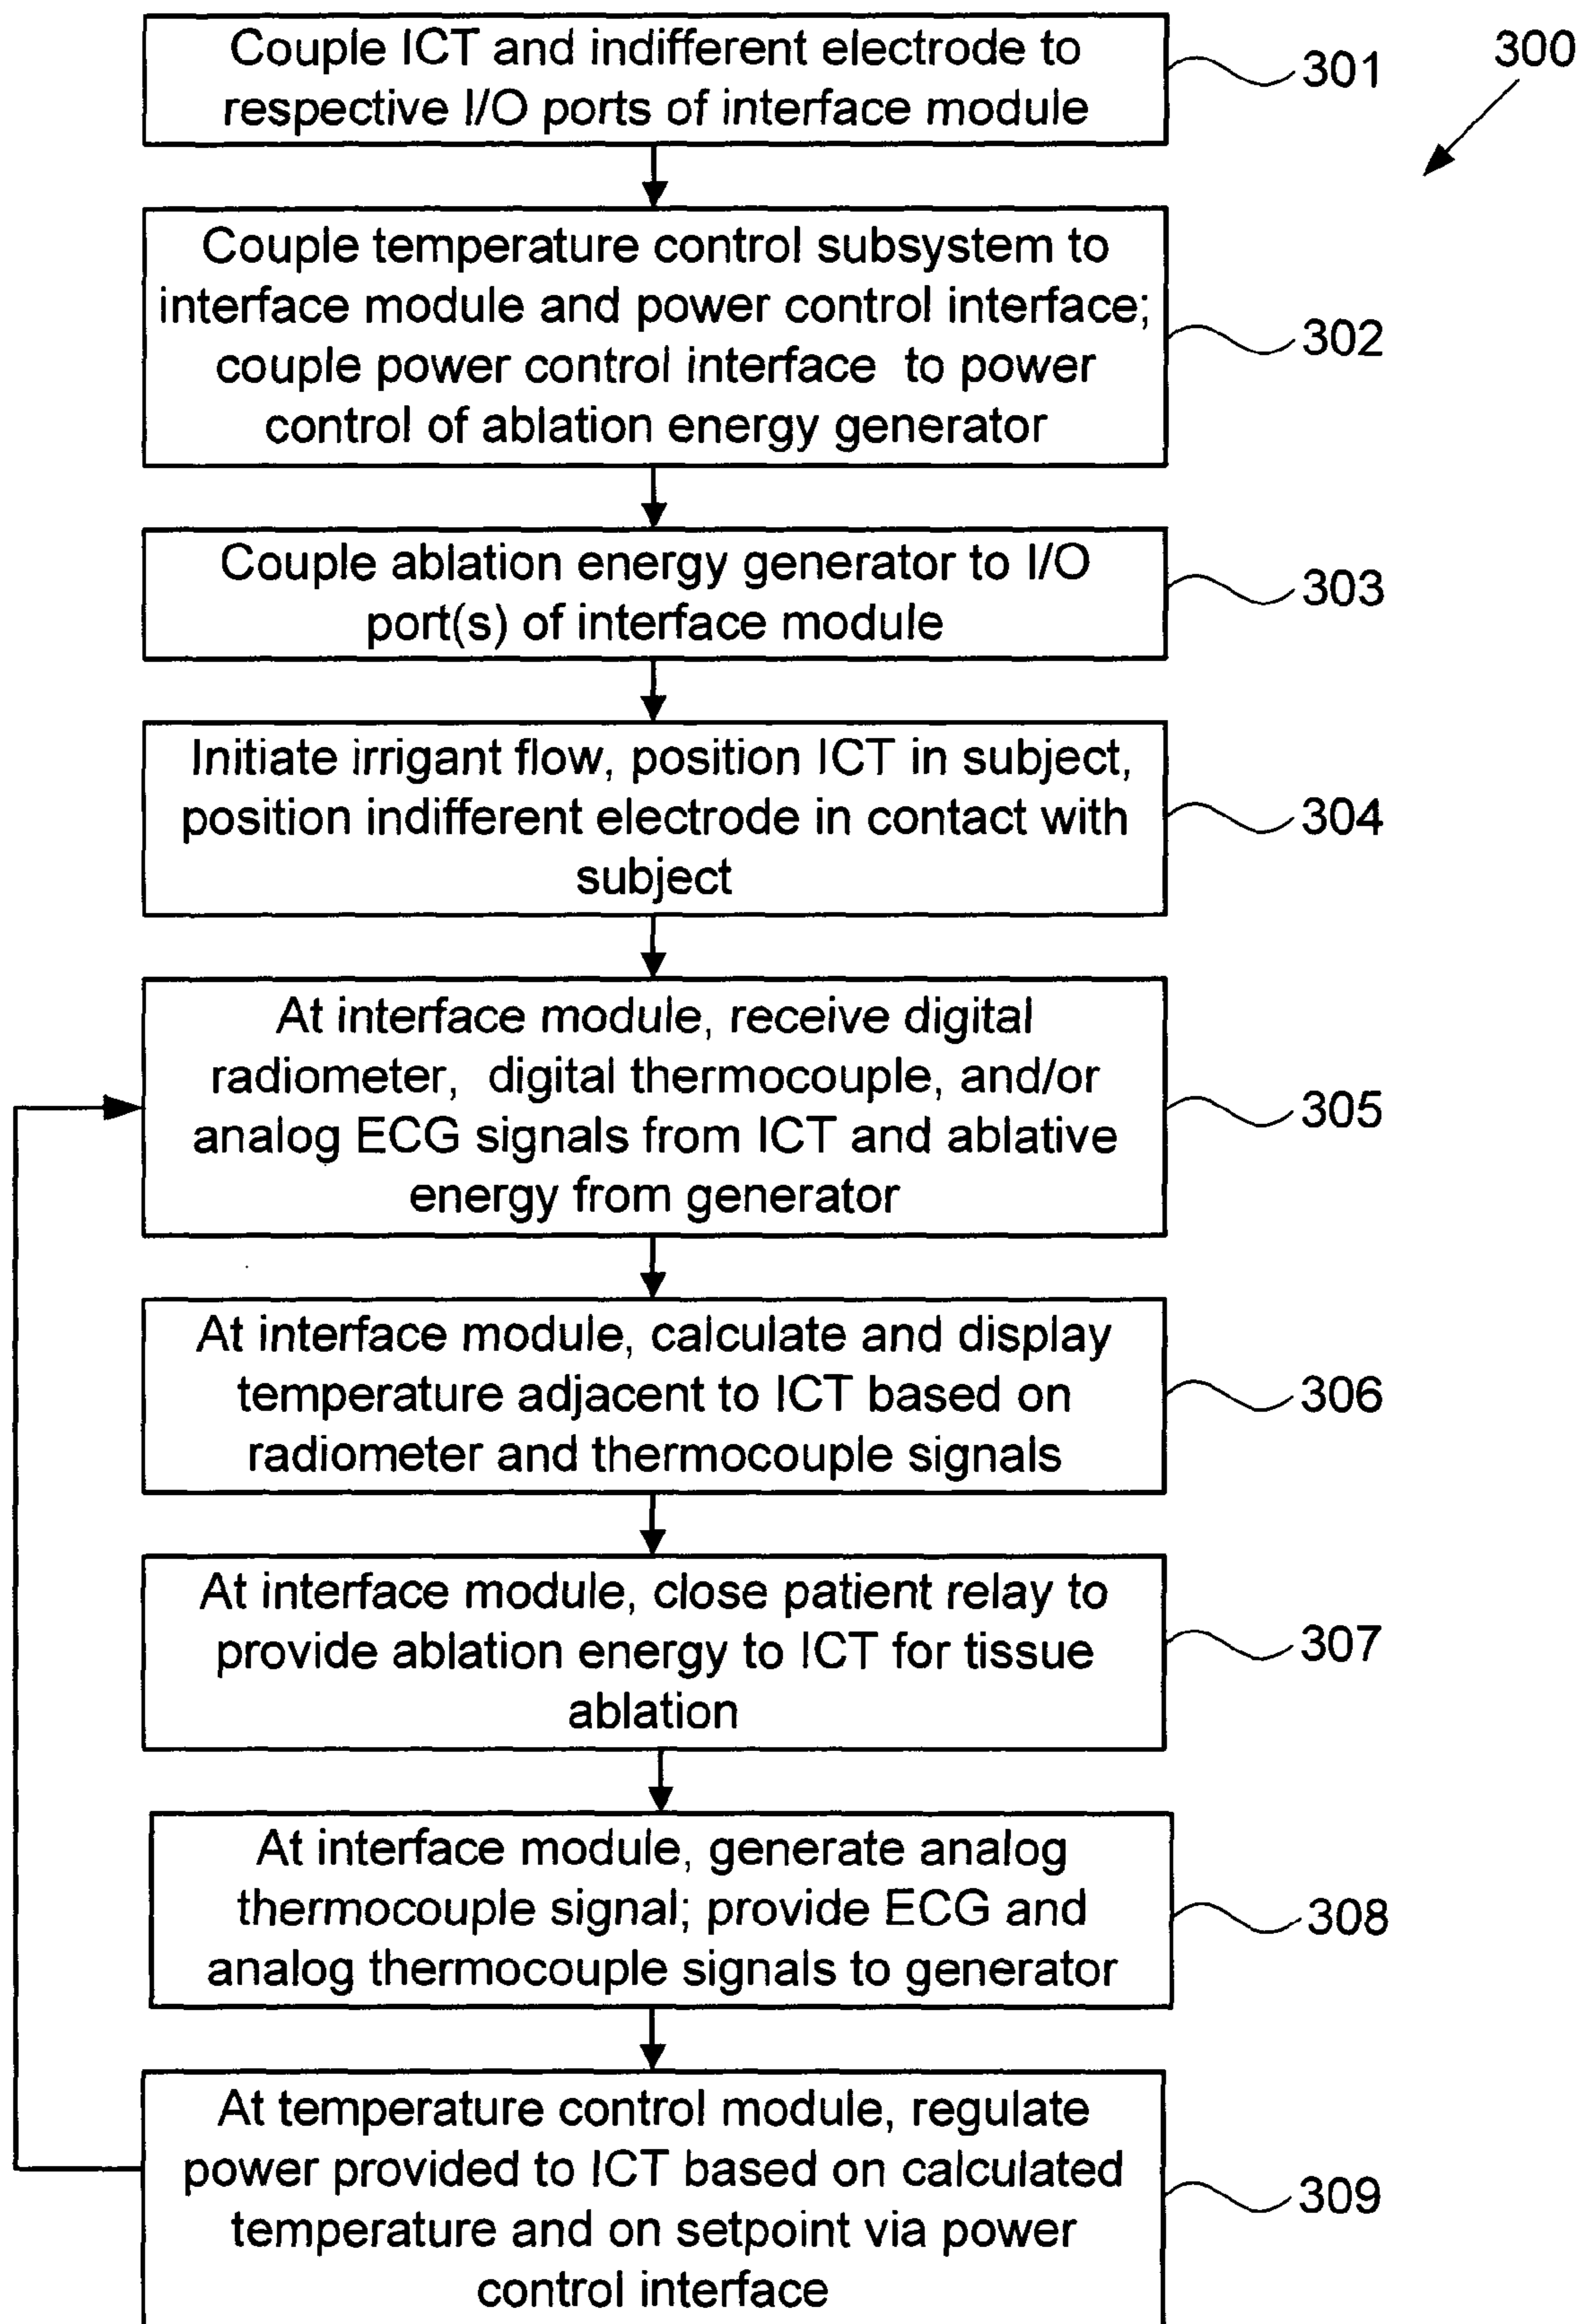 Couple ICT and indifferent electrode to
respective I/O ports of interface module
301
300
Couple temperature control subsystem to
interface module and power control interface;
couple power control interface to power
control of ablation energy generator
302
Couple ablation energy generator to I/O
port(s) of interface module
303
Initiate irrigant flow, position ICT in subject,
position indifferent electrode in contact with
subject
304
At interface module, receive digital
radiometer, digital thermocouple, and/or
analog ECG signals from ICT and ablative
energy from generator
305
At interface module, calculate and display
temperature adjacent to ICT based on
radiometer and thermocouple signals
306
At interface module, close patient relay to
provide ablation energy to ICT for tissue
ablation
307
At interface module, generate analog
thermocouple signal; provide ECG and
analog thermocouple signals to generator
308
At temperature control module, regulate
power provided to ICT based on calculated
temperature and on setpoint via power
control interface
309